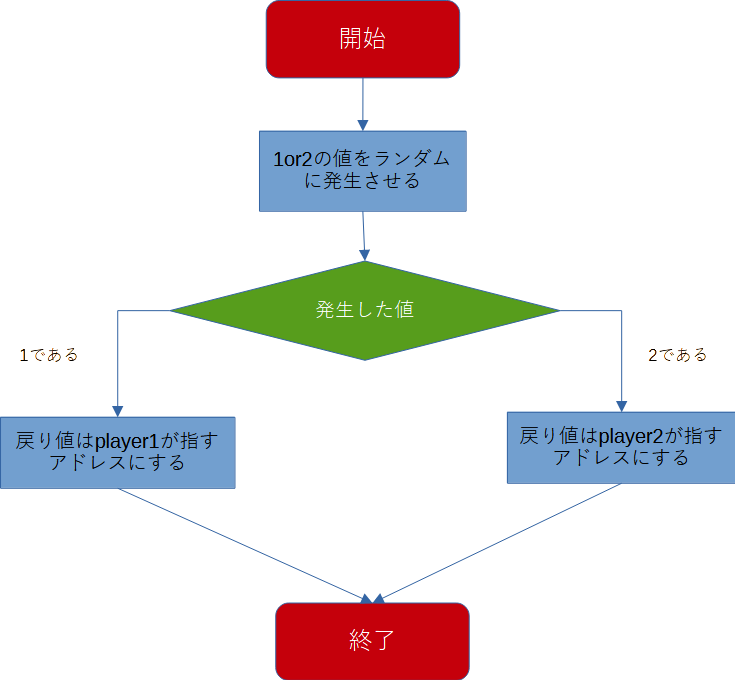 開始
1or2の値をランダム
に発生させる
発生した値
1である
2である
戻り値はplayer1が指す
アドレスにする
戻り値はplayer2が指す
アドレスにする
終了